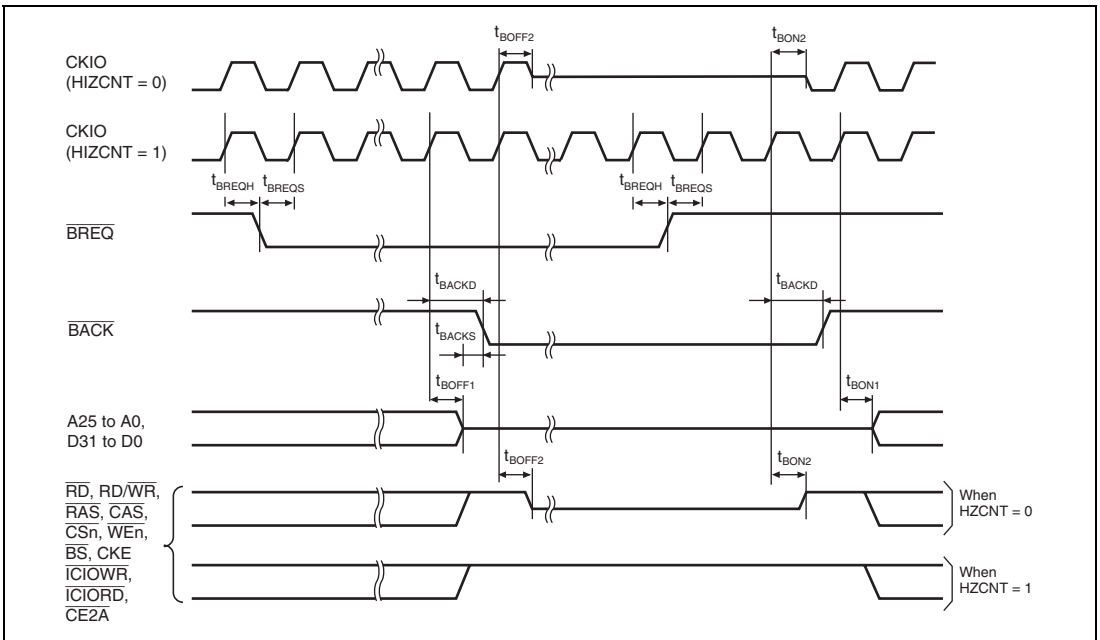 tBOFF2 tBON2
CKIO
(HIZCNT = 0)
CKIO
(HIZCNT = 1)
tBREQH tBREQS tBREQH tBREQS
BREQ
tBACKD tBACKD
BACK
tBACKS
tBOFF1 tBON1
A25 to A0,
D31 to D0
tBOFF2 tBON2
RD, RD/WR,
RAS, CAS,
CSn, WEn,
BS, CKE
ICIOWR,
ICIORD,
CE2A
When
HZCNT = 0
When
HZCNT = 1